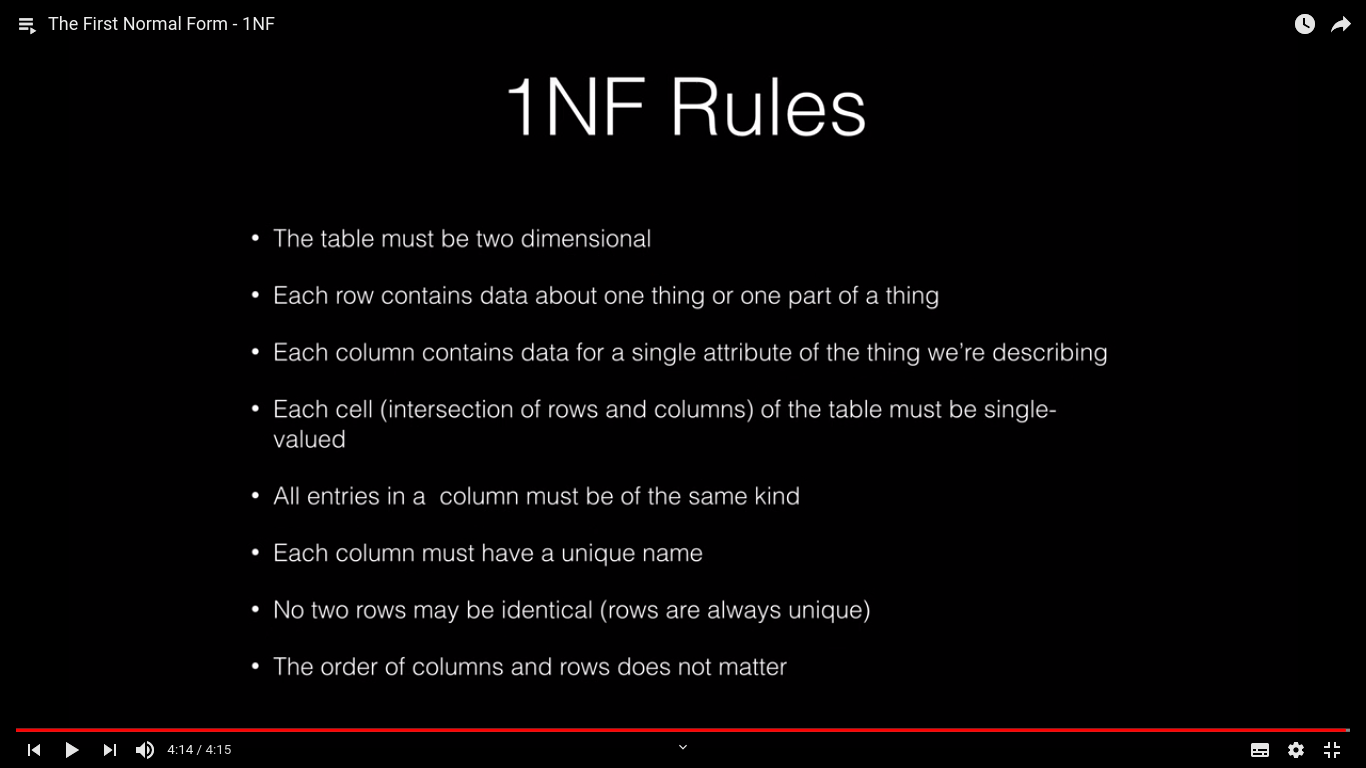 The First Normal Form - 1NF
1NF Rules
• The table must be two dimensional
• Each row contains data about one thing or one part of a thing
• Each column contains data for a single attribute of the thing we're describing
• Each cell (intersection of rows and columns) of the table must be single-
valued
• All entries in a  column must be of the same kind
• Each column must have a unique name
• No two rows may be identical (rows are always unique)
• The order of columns and rows does not matter
4:14 / 4:15